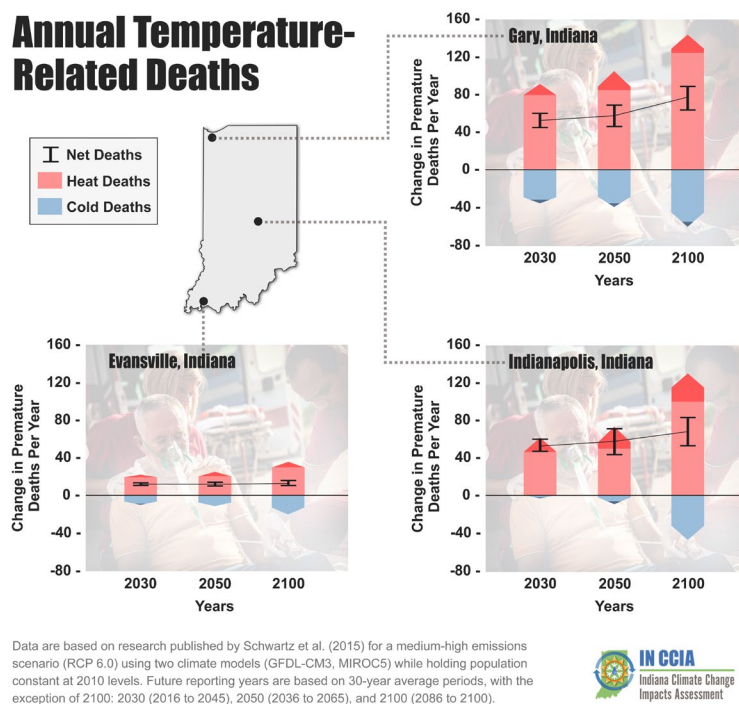 Annual Temperature-
Related Deaths
Net Deaths
Heat Deaths
Cold Deaths
Gary, Indiana
Change in Premature
Deaths Per Year
160
120
80
40
0
-40
-80
2030 2050 2100
Years
Evansville, Indiana
Change in Premature
Deaths Per Year
160
120
80
40
0
-40
-80
2030 2050 2100
Years
Indianapolis, Indiana
Change in Premature
Deaths Per Year
160
120
80
40
0
-40
-80
2030 2050 2100
Years
Data are based on research published by Schwartz et al. (2015) for a medium-high emissions
scenario (RCP 6.0) using two climate models (GFDL-CM3, MIROC5) while holding population
constant at 2010 levels. Future reporting years are based on 30-year average periods, with the
exception of 2100: 2030 (2016 to 2045), 2050 (2036 to 2065), and 2100 (2086 to 2100).
IN CCIA
Indiana Climate Change
Impacts Assessment